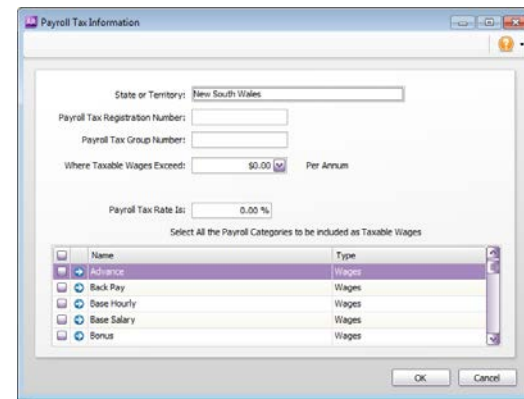 Payroll Tax Information
State or Territory: New South Wales
Payroll Tax Registration Number:
Payroll Tax Group Number:
Where Taxable Wages Exceed: $0.00 Per Annum
Payroll Tax Rate Is: 0.00 %
Select All the Payroll Categories to be included as Taxable Wages
Name Type
Advance Wages
Back Pay Wages
Base Hourly Wages
Base Salary Wages
Bonus Wages
OK Cancel